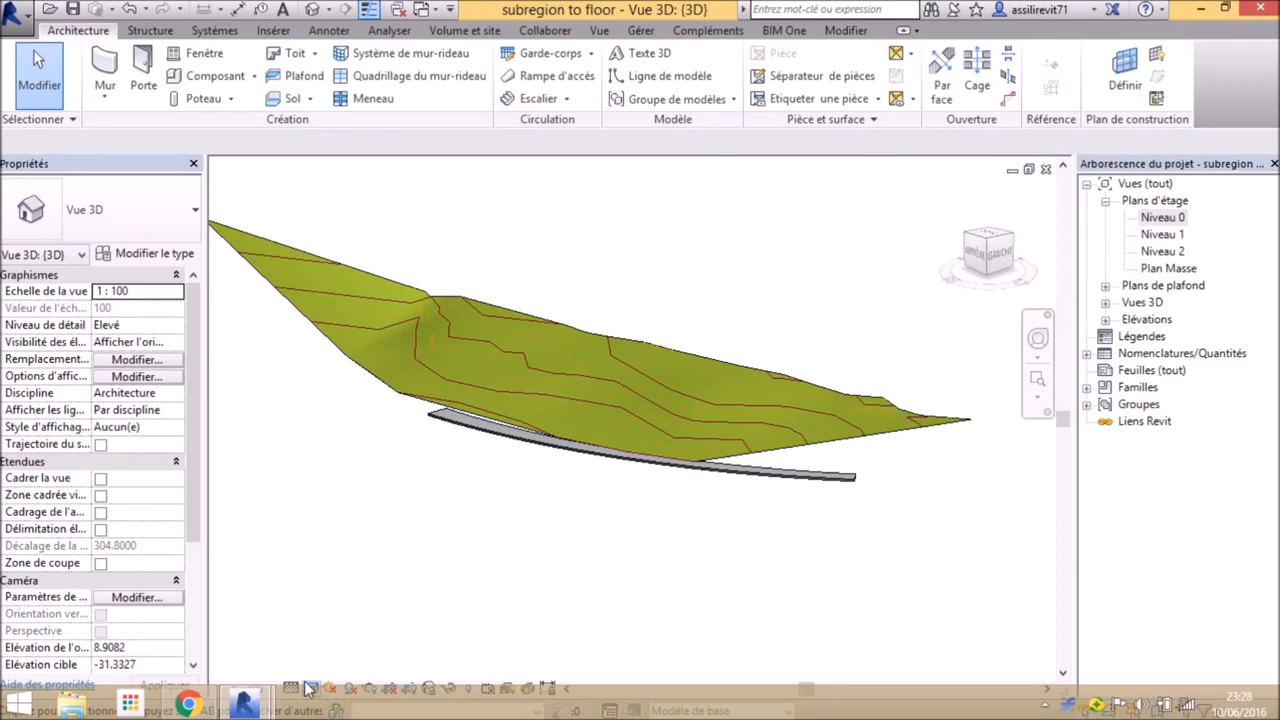 subregion to floor - Vue 3D: {3D}
Entrez mot-clé ou expression
assilirevit71
Architecture
Structure
Systèmes
Insérer
Annoter
Analyser
Volume et site
Collaborer
Vue
Gérer
Compléments
BIM One
Modifier
Modifier
Mur
Porte
Fenêtre
Composant
Poteau
Toit
Plafond
Sol
Système de mur-rideau
Quadrillage du mur-rideau
Meneau
Garde-corps
Rampe d'accès
Escalier
Texte 3D
Ligne de modèle
Groupe de modèles
Pièce
Séparateur de pièces
Etiqueter une pièce
Par face
Cage
Définir
Sélectionner
Création
Circulation
Modèle
Pièce et surface
Ouverture
Référence
Plan de construction
Propriétés
Vue 3D
Vue 3D: {3D}
Modifier le type
Graphismes
Echelle de la vue 1 : 100
Valeur de l'éch... 100
Niveau de détail Elevé
Visibilité des él... Afficher l'ori...
Remplacement... Modifier...
Options d'affic... Modifier...
Discipline Architecture
Afficher les lig... Par discipline
Style d'affichag... Aucun(e)
Trajectoire du s...
Etendues
Cadrer la vue
Zone cadrée vi...
Cadrage de l'a...
Délimitation él...
Décalage de la ... 304.8000
Zone de coupe
Caméra
Paramètres de ... Modifier...
Orientation ver...
Perspective
Elévation de l'o... 8.9082
Elévation cible -31.3327
Aide des propriétés
Appliquer
GAUCHE
Arborescence du projet - subregion ...
Vues (tout)
Plans d'étage
Niveau 0
Niveau 1
Niveau 2
Plan Masse
Plans de plafond
Vues 3D
Elévations
Légendes
Nomenclatures/Quantités
Feuilles (tout)
Familles
Groupes
Liens Revit
:0
Modèle de base
23:28
10/06/2016